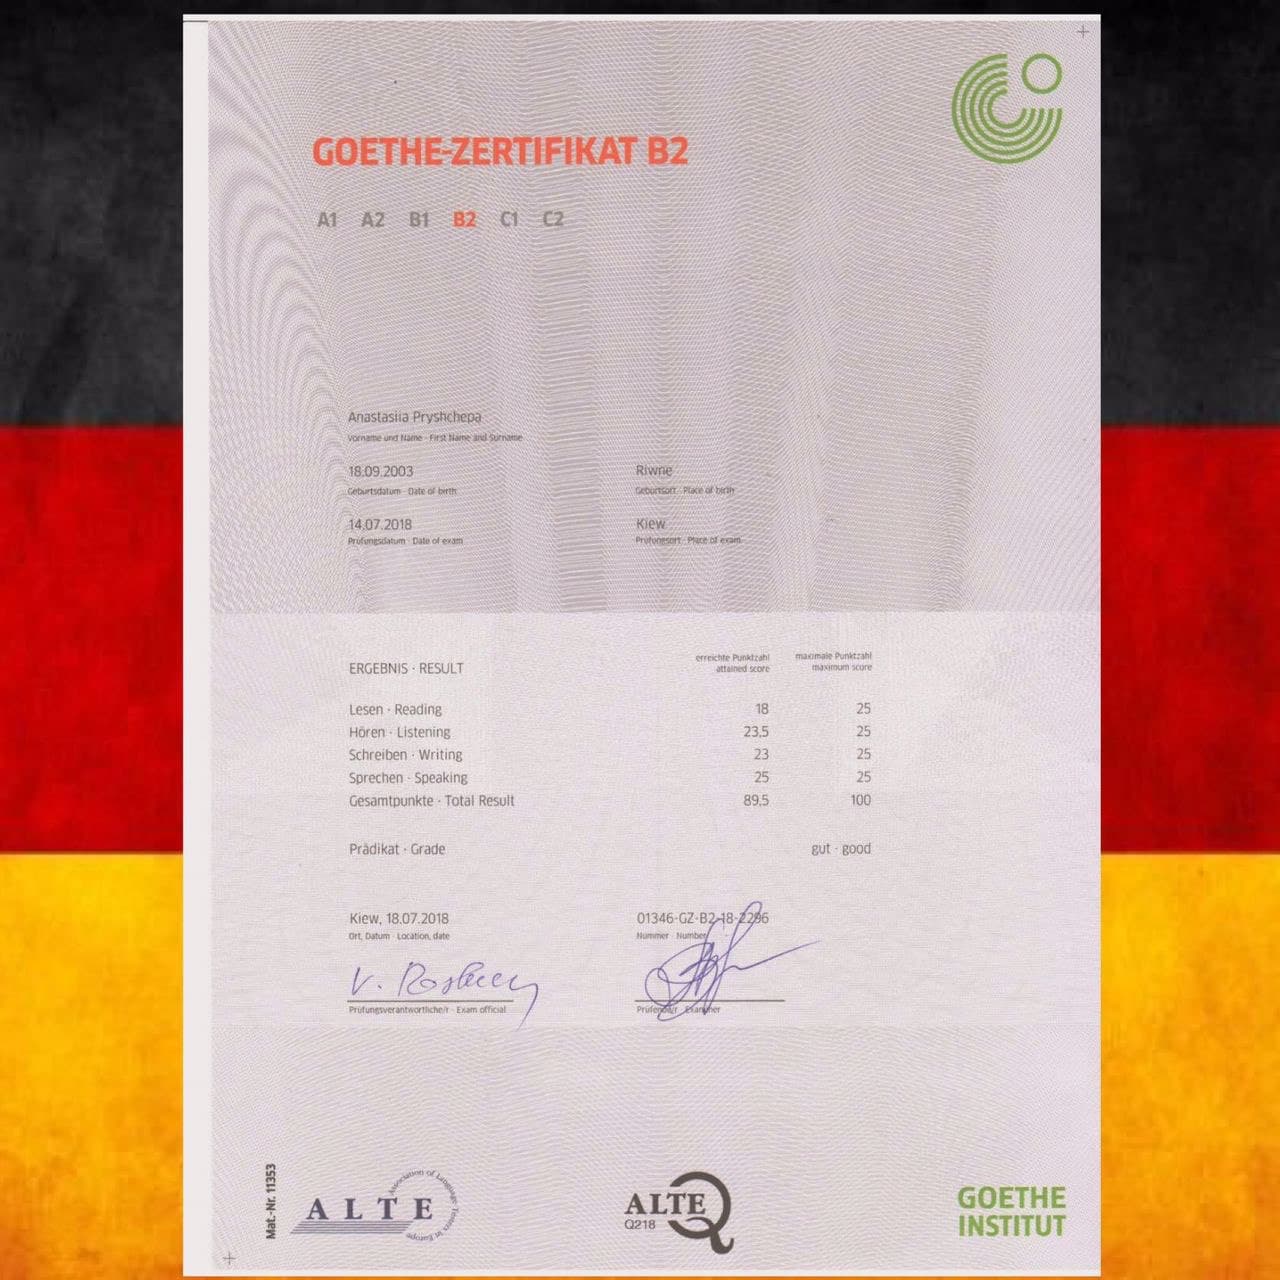 GOETHE-ZERTIFIKAT B2
A1 A2 B1 B2 C1 C2
Anastasiia Pryshchepa
Vorname und Name · First Name and Surname
18.09.2003 Riwne
Geburtsdatum · Date of birth Geburtsort · Place of birth
14.07.2018 Kiew
Prüfungsdatum · Date of exam Prüfungsort · Place of exam
ERGEBNIS · RESULT
erreichte Punktzahl maximale Punktzahl
attained score maximum score
Lesen · Reading 18 25
Hören · Listening 23,5 25
Schreiben · Writing 23 25
Sprechen · Speaking 25 25
Gesamtpunkte · Total Result 89,5 100
Prädikat · Grade gut · good
Kiew, 18.07.2018 01346-GZ-B2-18-2296
Ort, Datum · Location, date Nummer · Number
Prüfungsverantwortliche/r · Exam official Prüfende/r · Examiner
Mat.-Nr. 11353
ALTE
Association of Language Testers in Europe
ALTE
Q218
GOETHE
INSTITUT